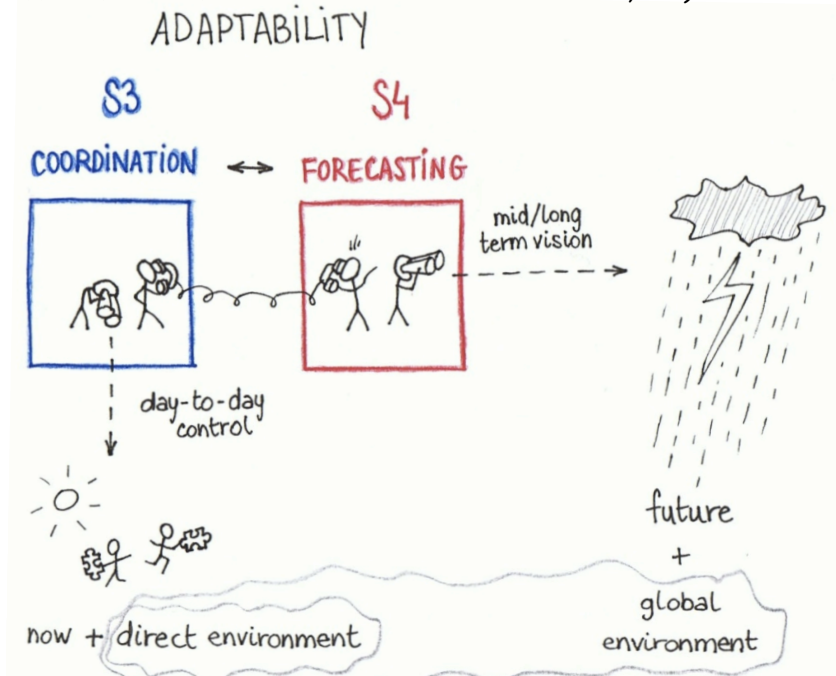 ADAPTABILITY
S3
S4
COORDINATION
FORECASTING
mid/long
term vision
day-to-day
control
future
+
global
environment
now + direct environment